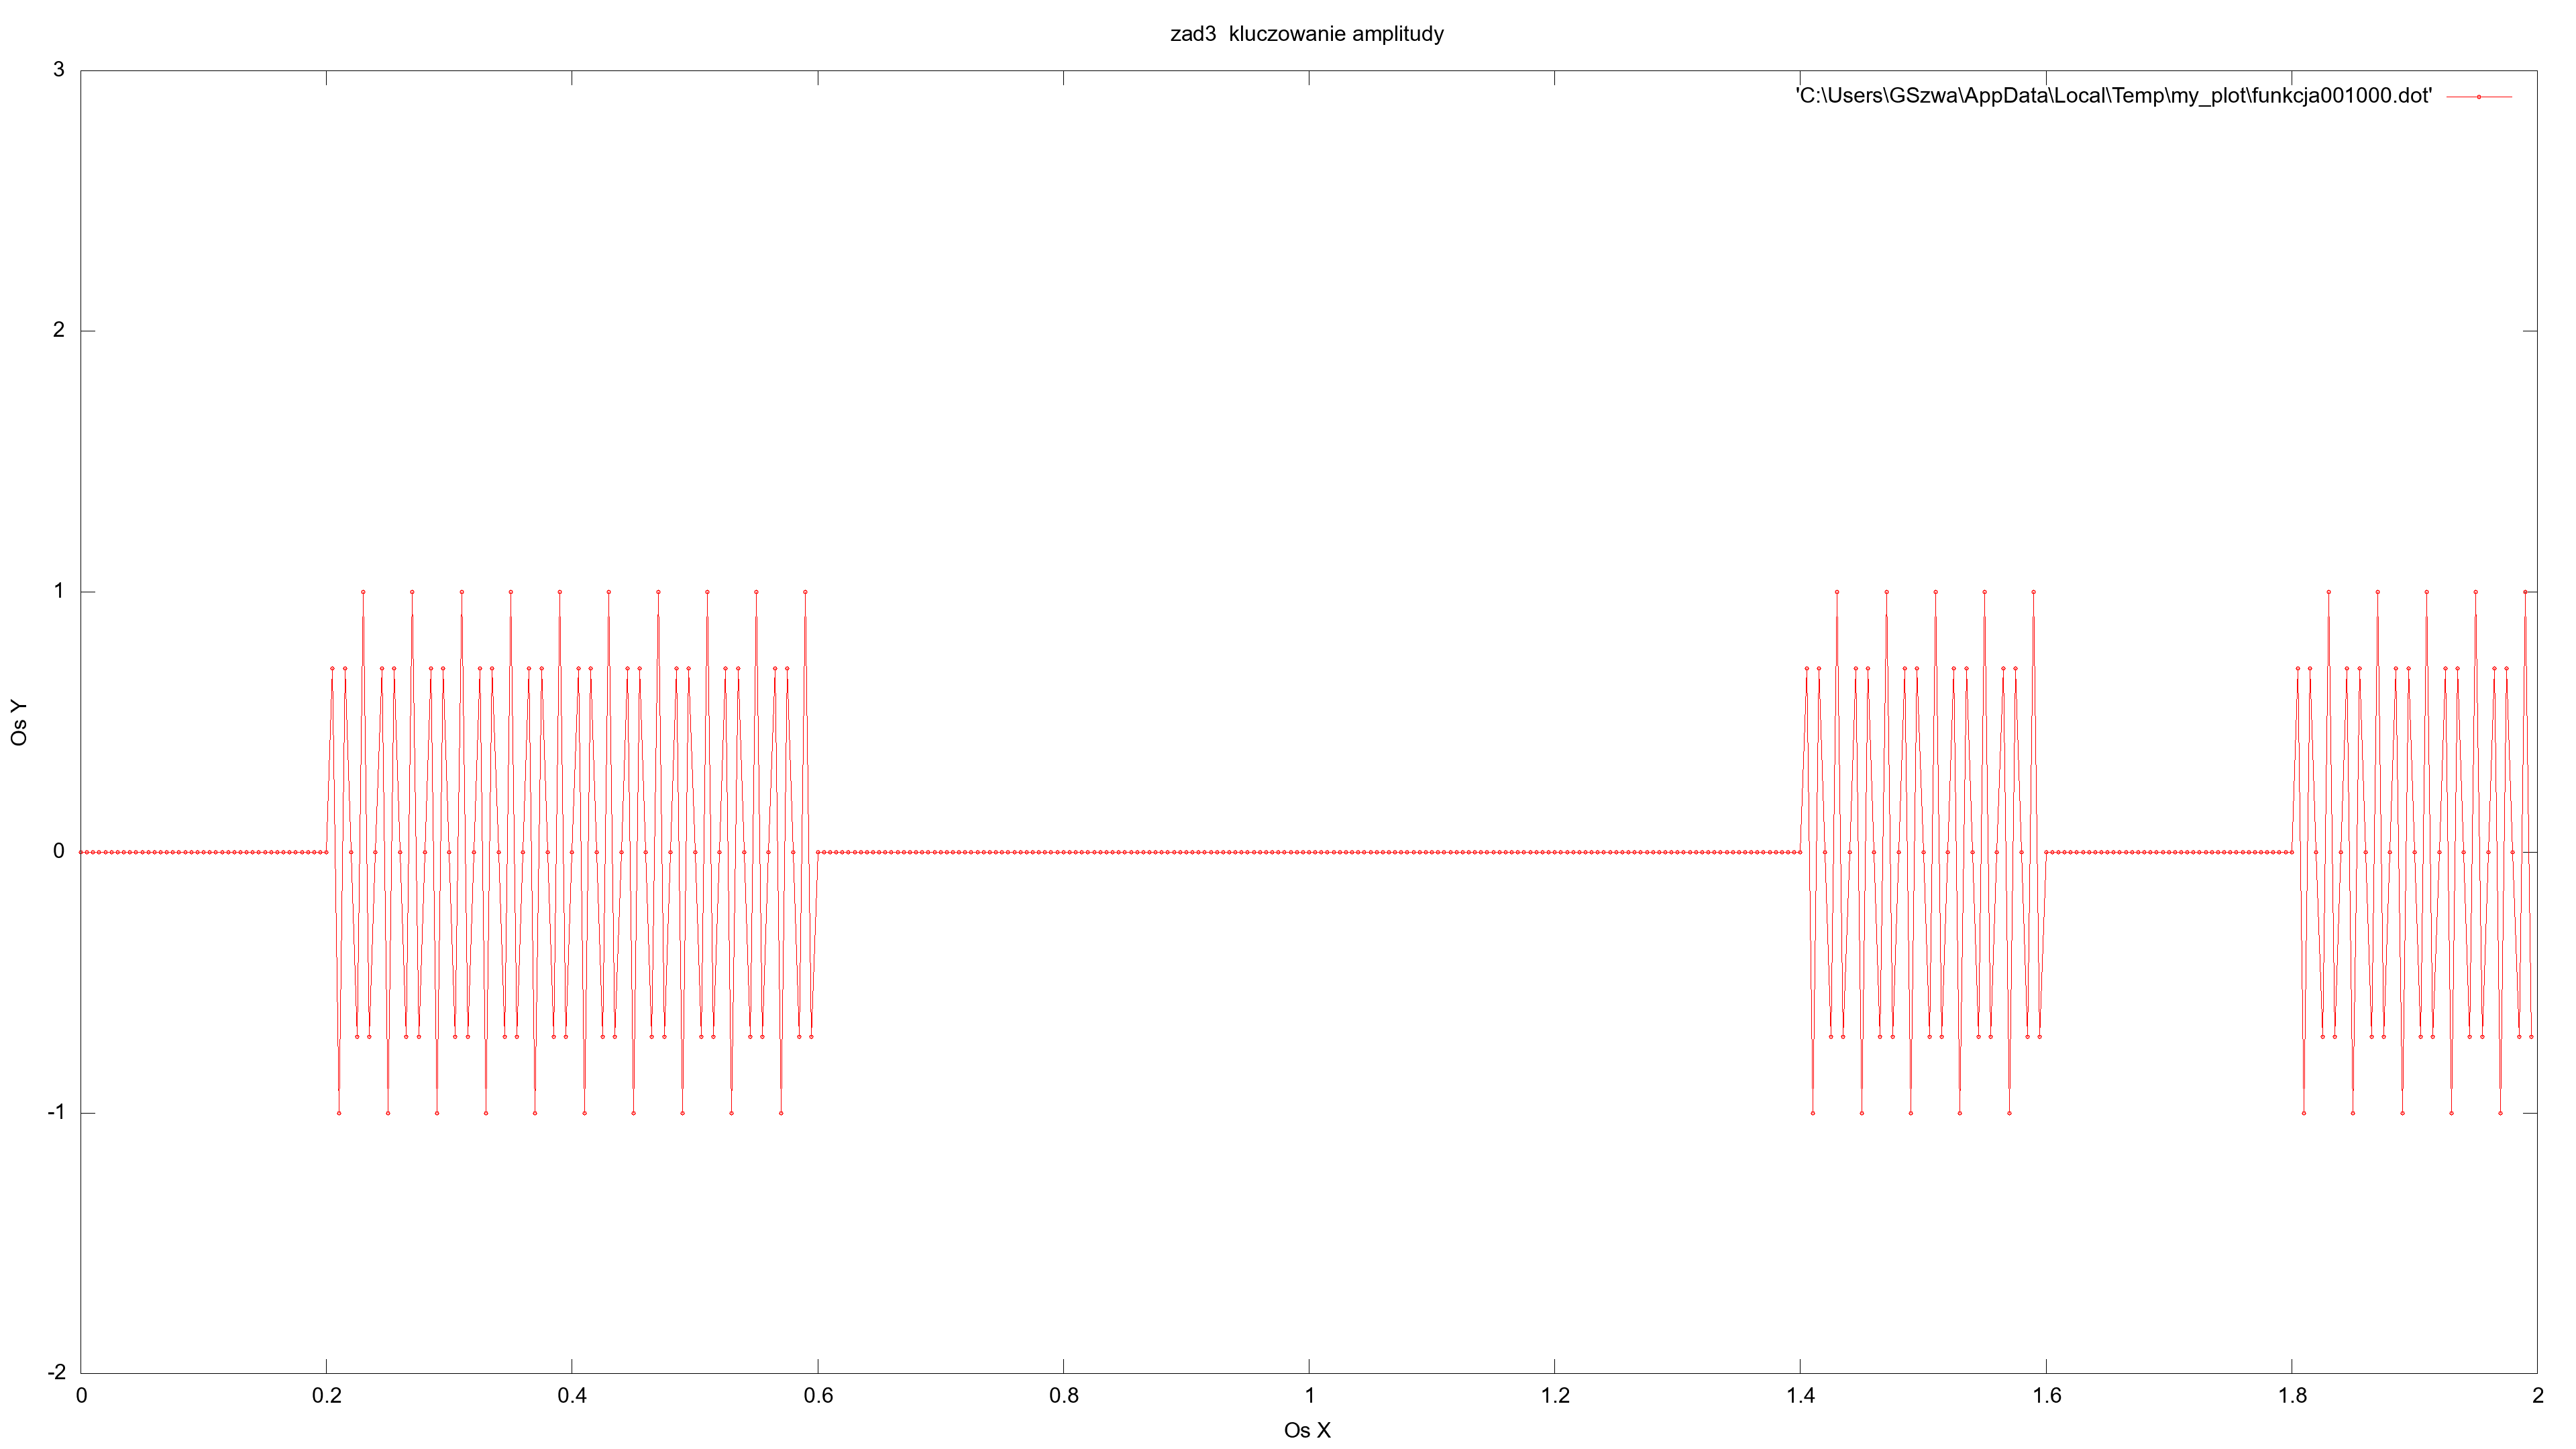 zad3  kluczowanie amplitudy
'C:\Users\GSzwa\AppData\Local\Temp\my_plot\funkcja001000.dot'
3
2
1
0
-1
-2
Os Y
0 0.2 0.4 0.6 0.8 1 1.2 1.4 1.6 1.8 2
Os X